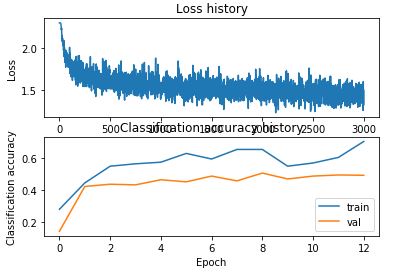 Loss history
2.0
1.5
Loss
0 500 1000 1500 2000 2500 3000
Classification accuracy history
0.6
0.4
0.2
Classification accuracy
train
val
0 2 4 6 8 10 12
Epoch